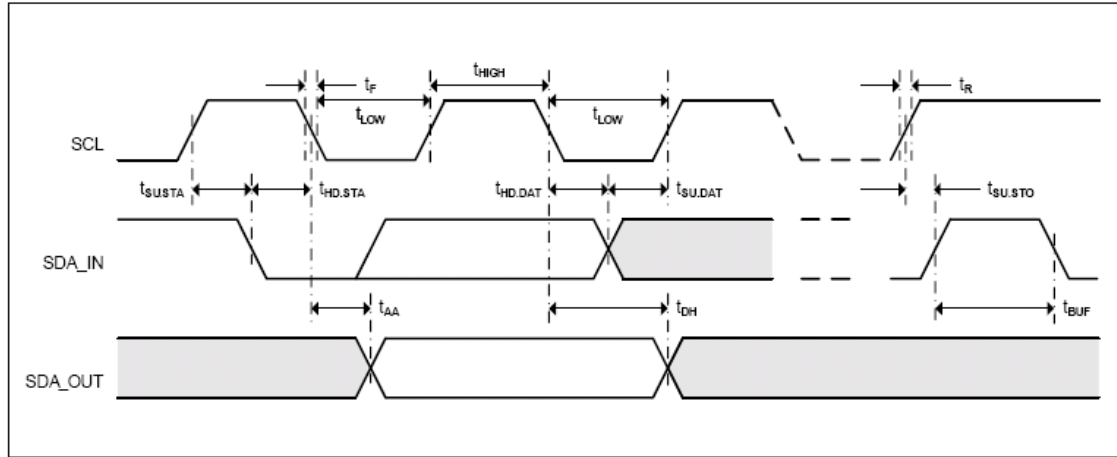 tHIGH
tF
tR
tLOW
tLOW
SCL
tSU.STA
tHD.STA
tHD.DAT
tSU.DAT
tSU.STO
SDA_IN
tAA
tDH
tBUF
SDA_OUT